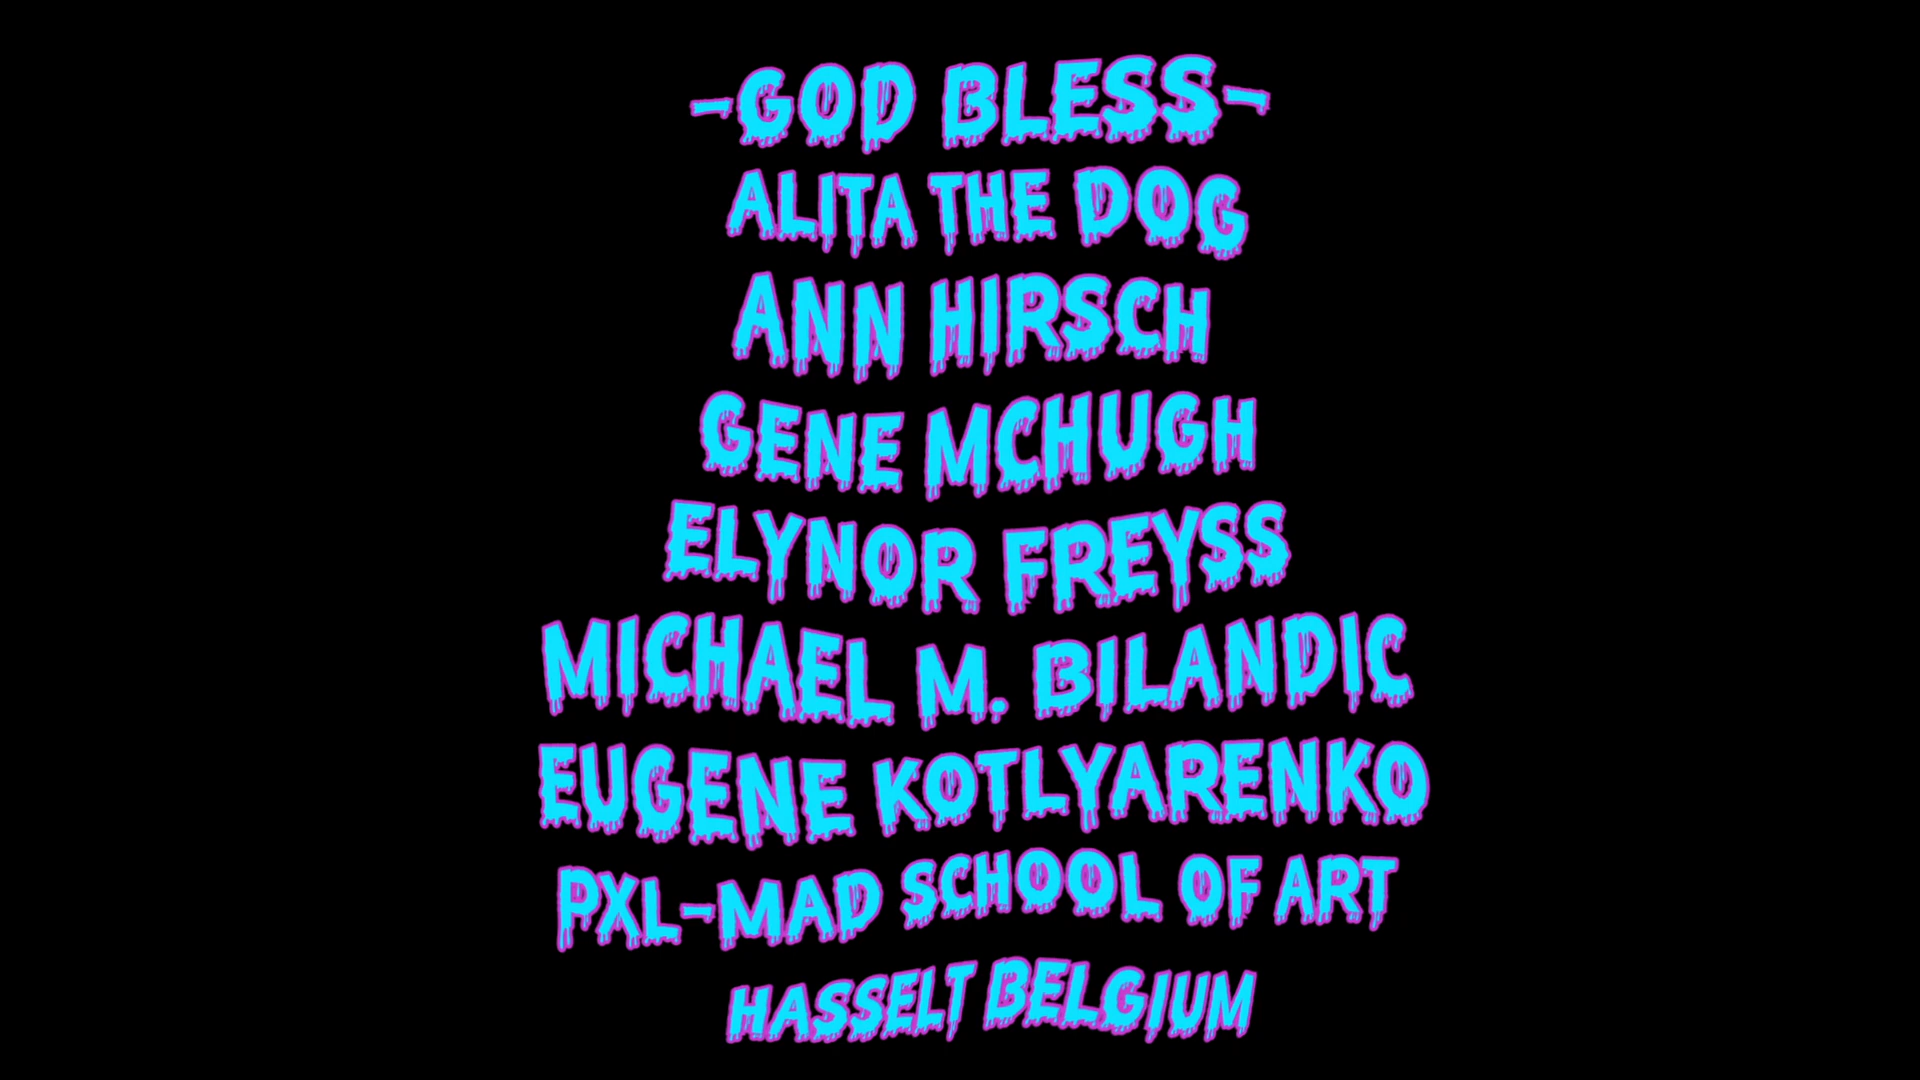 -GOD BLESS-
ALITA THE DOG
ANN HIRSCH
GENE MCHUGH
ELYNOR FREYSS
MICHAEL M. BILANDIC
EUGENE KOTLYARENKO
PXL-MAD SCHOOL OF ART
HASSELT BELGIUM